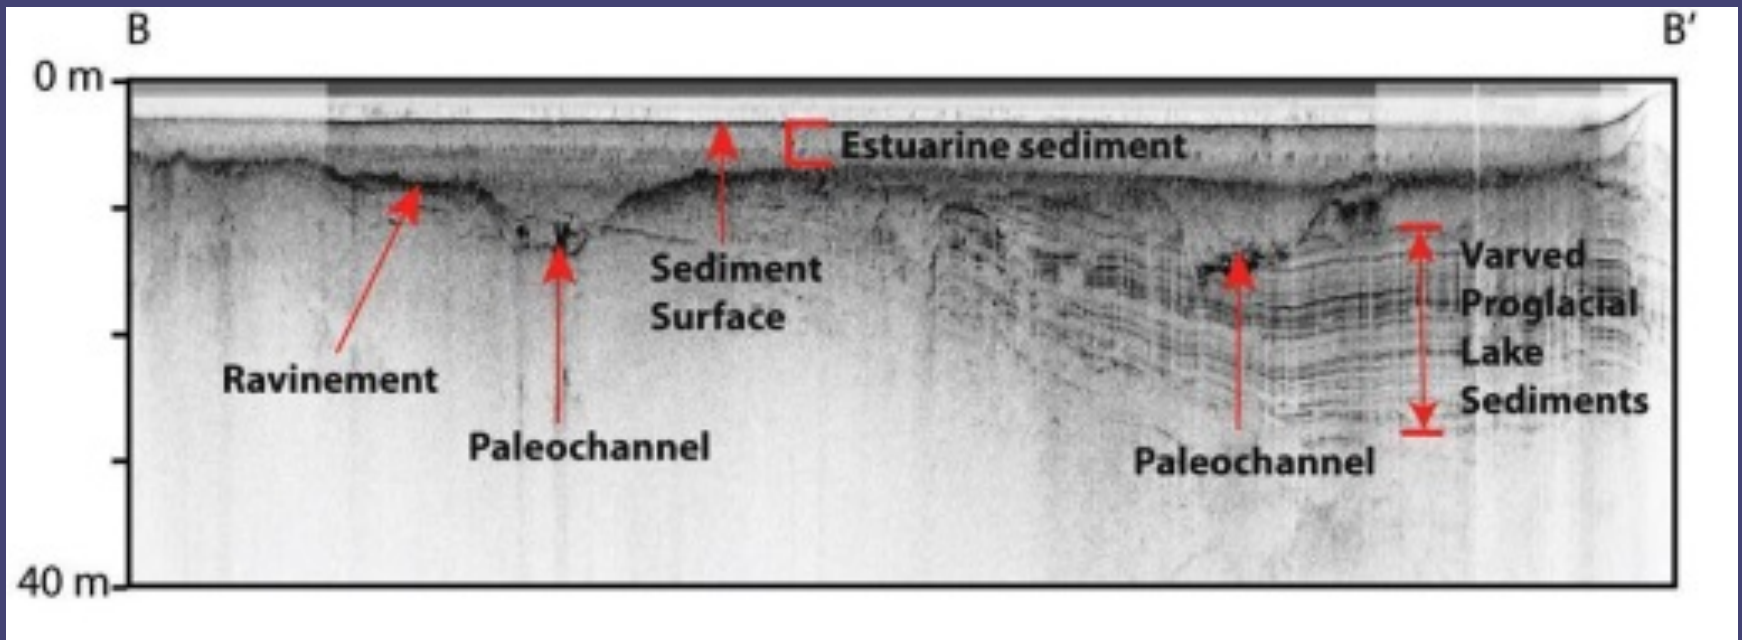 B
B'
0 m
Estuarine sediment
Sediment
Surface
Varved
Proglacial
Lake
Sediments
Ravinement
Paleochannel
Paleochannel
40 m